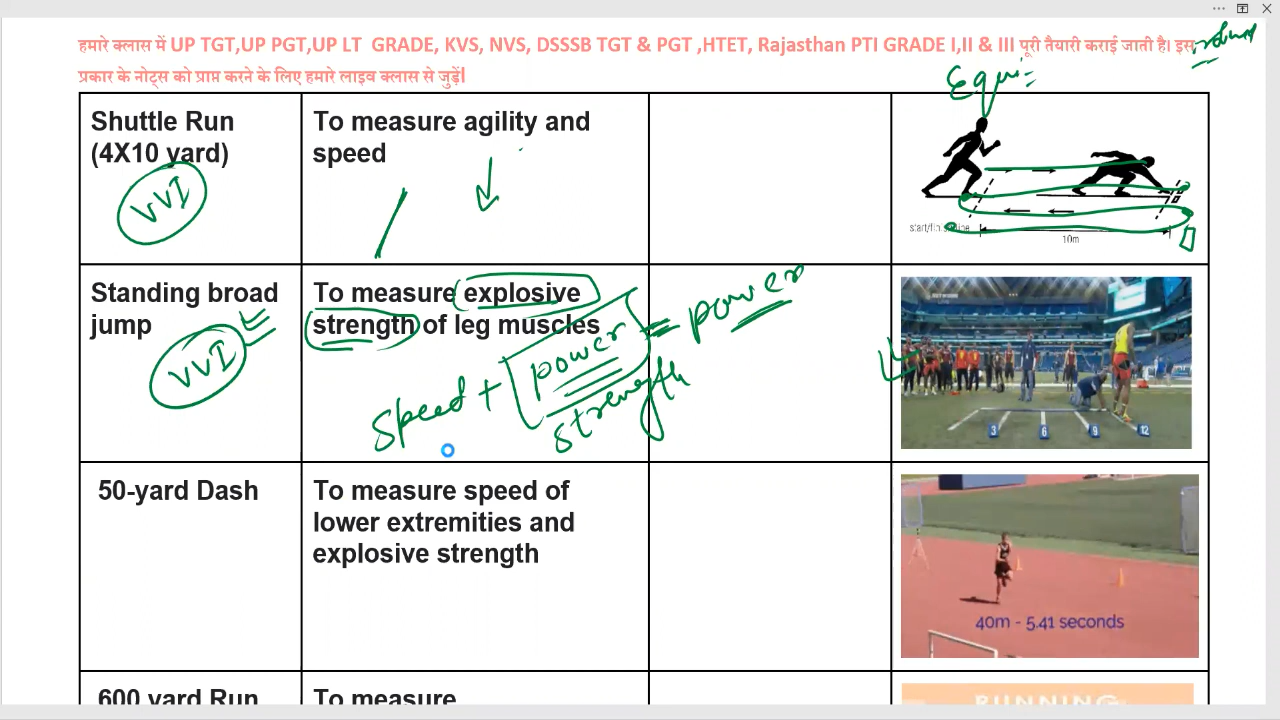 हमारे क्लास में UP TGT,UP PGT,UP LT GRADE, KVS, NVS, DSSSB TGT & PGT ,HTET, Rajasthan PTI GRADE I,II & III पूरी तैयारी कराई जाती है। इस
प्रकार के नोट्स को प्राप्त करने के लिए हमारे लाइव क्लास से जुड़ें।
Equi:
Shuttle Run
(4X10 yard)
VVI
To measure agility and
speed
10m
Standing broad
jump
VVI
To measure explosive
strength of leg muscles
speed + power = power
strength
3 6 9 12
50-yard Dash
To measure speed of
lower extremities and
explosive strength
40m - 5.41 seconds
600 yard Run
To measure
RUNNING